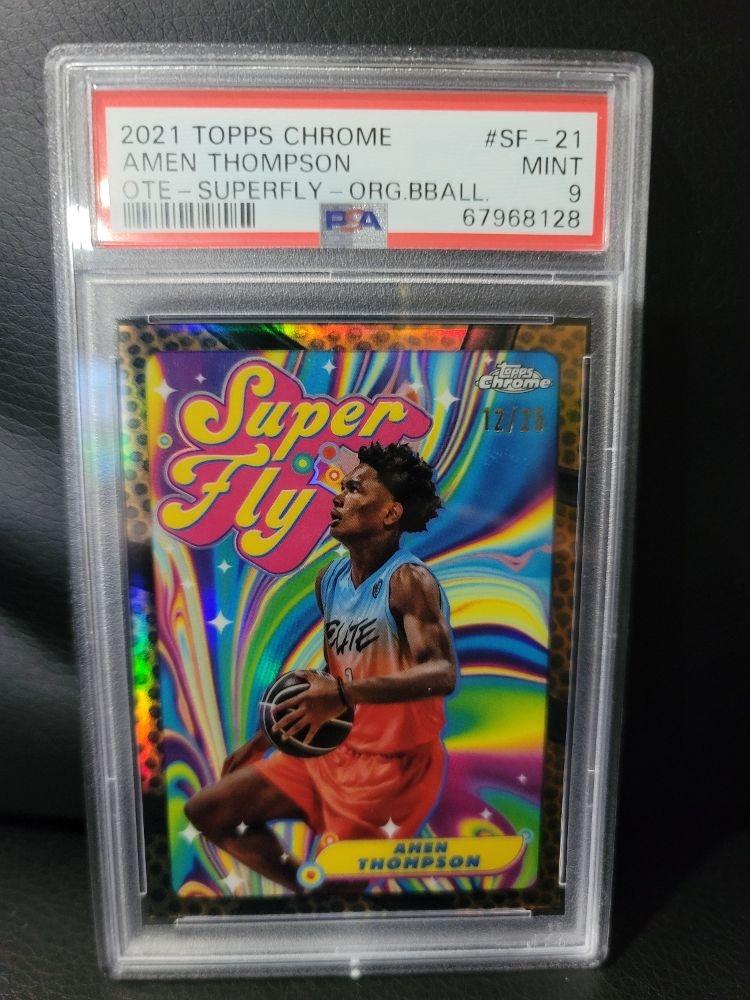 2021 TOPPS CHROME #SF-21
AMEN THOMPSON MINT
OTE-SUPERFLY-ORG.BBALL. 9
PSA 67968128
Topps
Chrome
12/25
Super
Fly
AMEN
THOMPSON